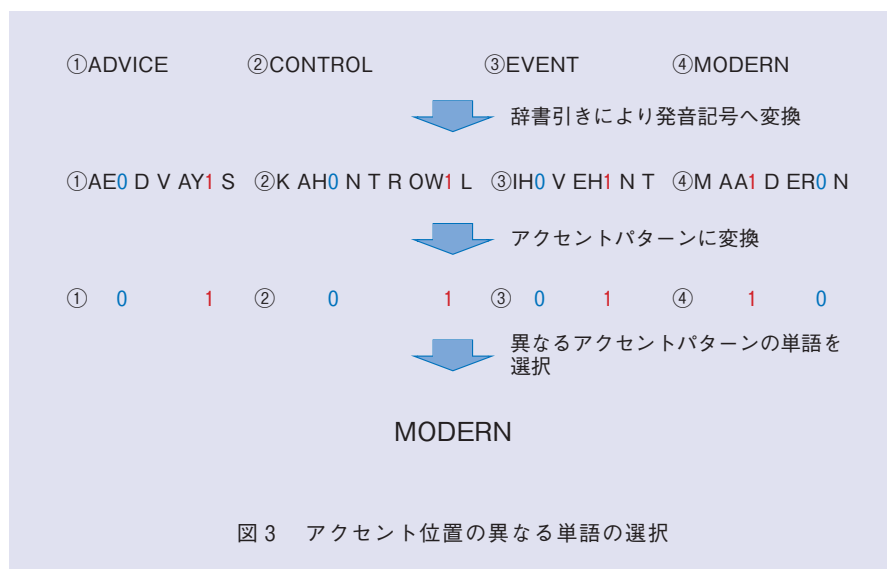 ①ADVICE ②CONTROL ③EVENT ④MODERN
辞書引きにより発音記号へ変換
①AE0 D V AY1 S ②K AH0 N T R OW1 L ③IH0 V EH1 N T ④M AA1 D ER0 N
アクセントパターンに変換
① 0 1 ② 0 1 ③ 0 1 ④ 1 0
異なるアクセントパターンの単語を
選択
MODERN
図3 アクセント位置の異なる単語の選択